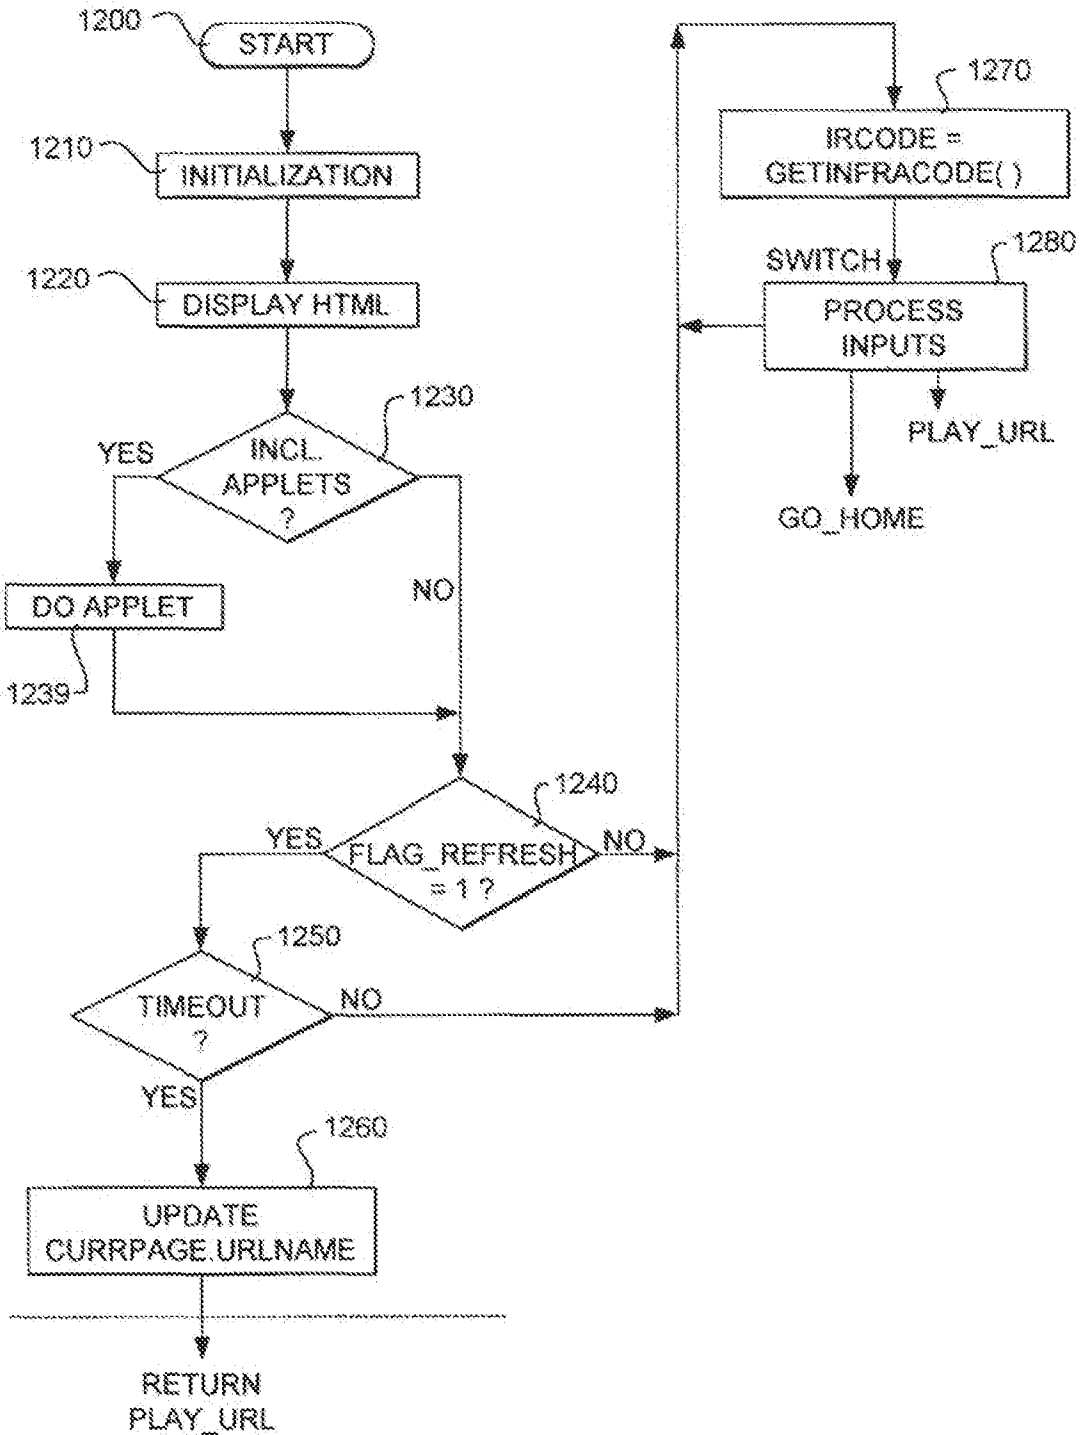 1200
START
1210
INITIALIZATION
1220
DISPLAY HTML
1230
YES
INCL.
APPLETS
?
NO
DO APPLET
1239
1240
YES
FLAG_REFRESH
= 1 ?
NO
1250
TIMEOUT
?
NO
YES
1260
UPDATE
CURRPAGE.URLNAME
RETURN
PLAY_URL
1270
IRCODE =
GETINFRACODE( )
SWITCH
1280
PROCESS
INPUTS
PLAY_URL
GO_HOME